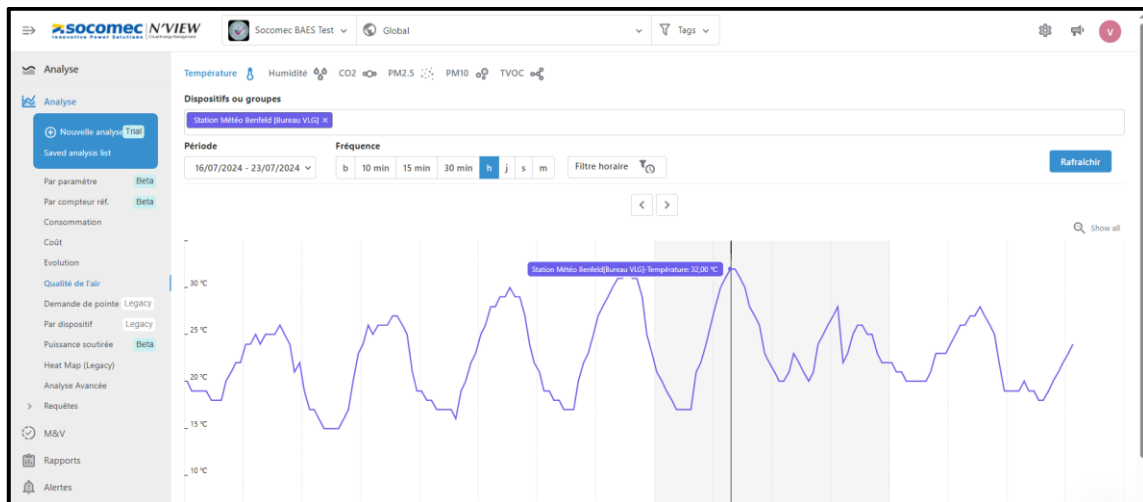 socomec N'VIEW
Innovative Power Solutions Cloud Energy Management
Socomec BAES Test
Global
Tags
V
Analyse
Analyse
Nouvelle analyse Trial
Saved analysis list
Par paramétre Beta
Par compteur réf. Beta
Consommation
Coût
Evolution
Qualité de l'air
Demande de pointe Legacy
Par dispositif Legacy
Puissance soutirée Beta
Heat Map (Legacy)
Analyse Avancée
Requêtes
M&V
Rapports
Alertes
Température Humidité CO2 PM2.5 PM10 TVOC
Dispositifs ou groupes
Station Météo Benfeld [Bureau VLG] ×
Période Fréquence
16/07/2024 - 23/07/2024 b 10 min 15 min 30 min h j s m Filtre horaire Rafraîchir
Show all
Station Météo Benfeld[Bureau VLG]-Température: 32,00 °C
30 °C
25 °C
20 °C
15 °C
10 °C